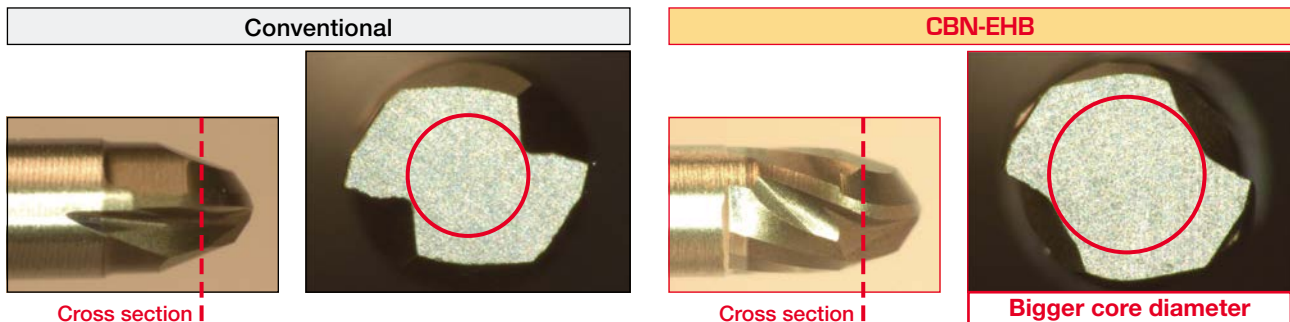 Conventional
CBN-EHB
Cross section
Cross section
Bigger core diameter